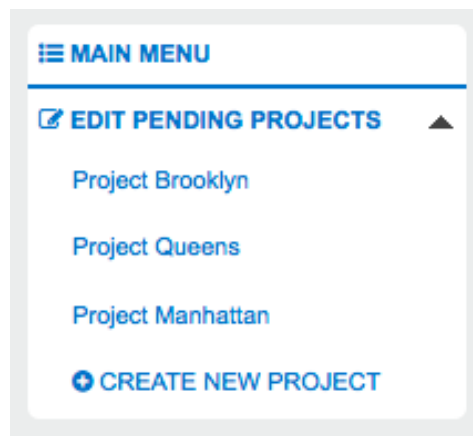 MAIN MENU
EDIT PENDING PROJECTS
Project Brooklyn
Project Queens
Project Manhattan
CREATE NEW PROJECT